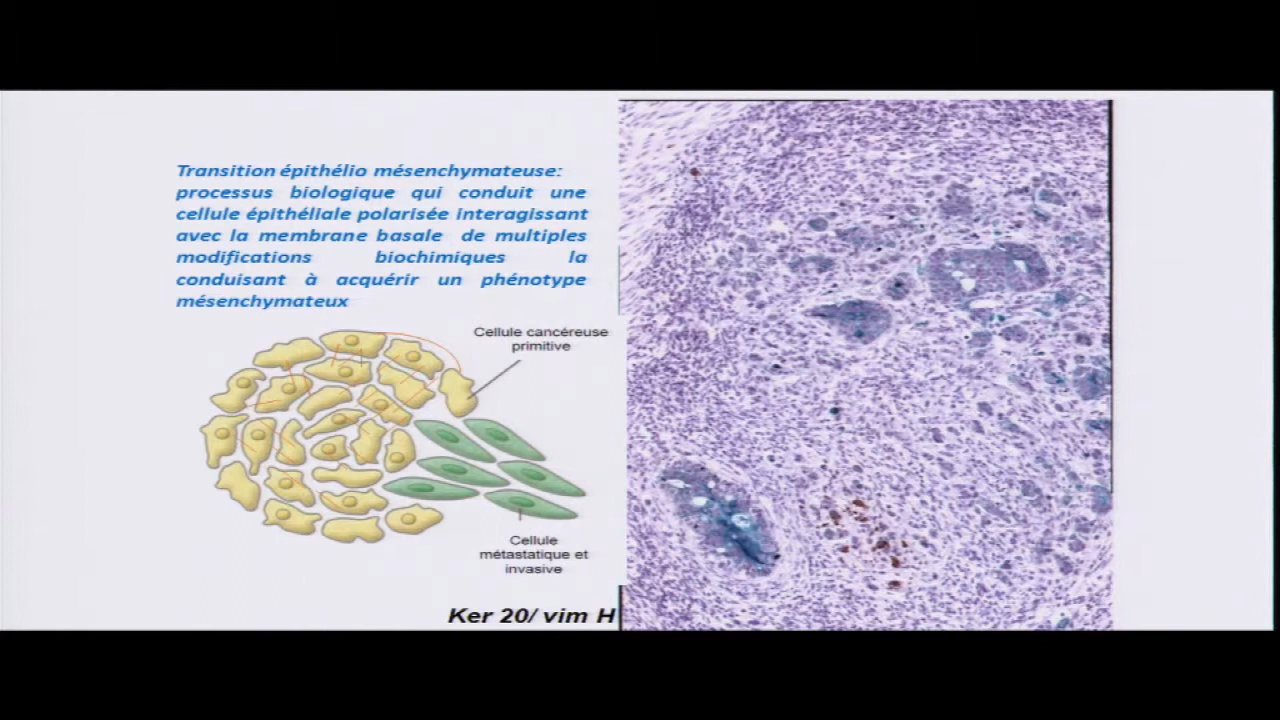 Transition épithélio mésenchymateuse:
processus biologique qui conduit une
cellule épithéliale polarisée interagissant
avec la membrane basale de multiples
modifications biochimiques la
conduisant à acquérir un phénotype
mésenchymateux
Cellule cancéreuse
primitive
Cellule
métastatique et
invasive
Ker 20/ vim H